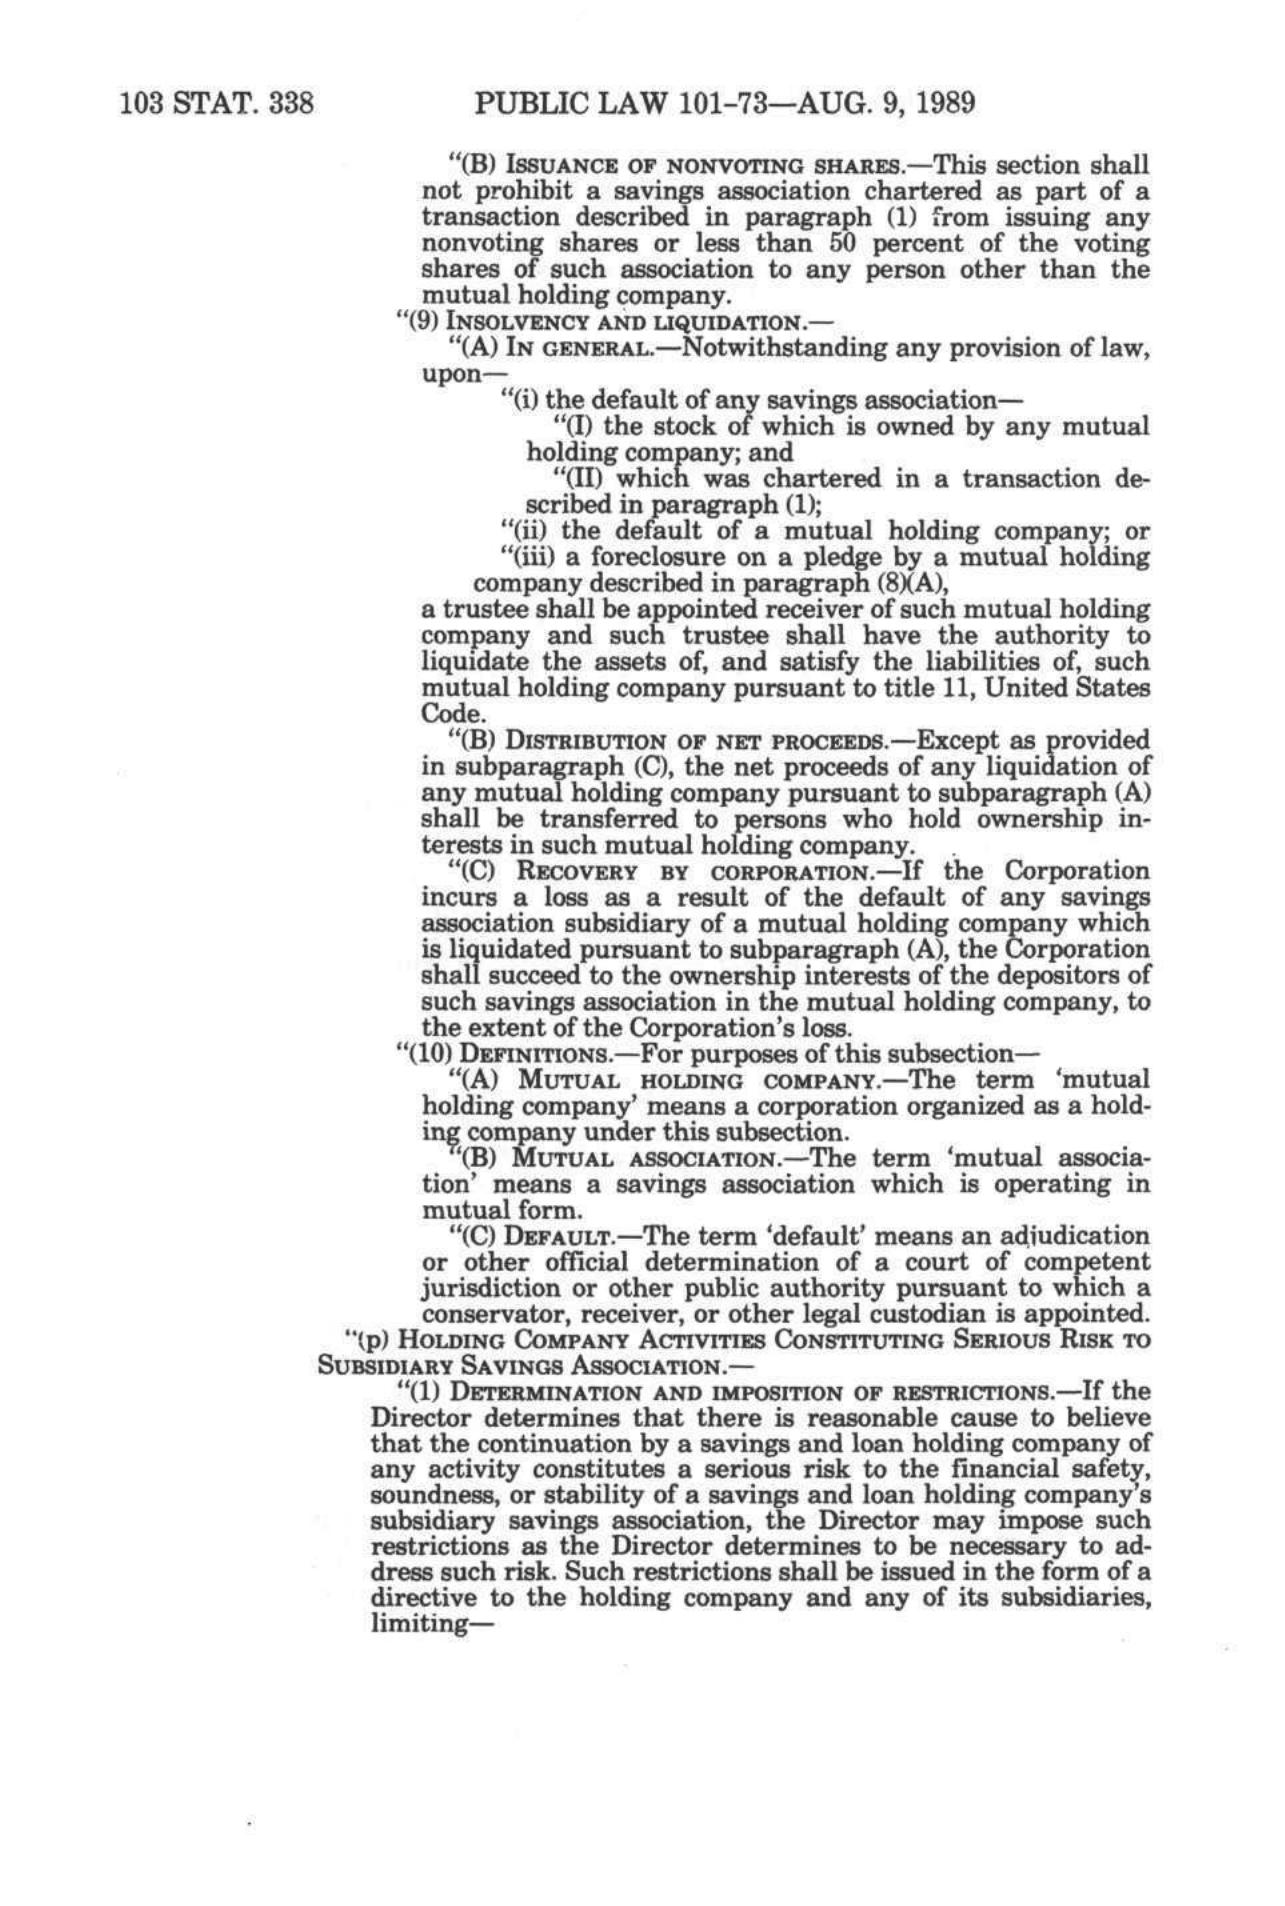 103 STAT. 338 PUBLIC LAW 101–73—AUG. 9, 1989
“(B) ISSUANCE OF NONVOTING SHARES.—This section shall
not prohibit a savings association chartered as part of a
transaction described in paragraph (1) from issuing any
nonvoting shares or less than 50 percent of the voting
shares of such association to any person other than the
mutual holding company.
“(9) INSOLVENCY AND LIQUIDATION.—
“(A) IN GENERAL.—Notwithstanding any provision of law,
upon—
“(i) the default of any savings association—
“(I) the stock of which is owned by any mutual
holding company; and
“(II) which was chartered in a transaction de-
scribed in paragraph (1);
“(ii) the default of a mutual holding company; or
“(iii) a foreclosure on a pledge by a mutual holding
company described in paragraph (8)(A),
a trustee shall be appointed receiver of such mutual holding
company and such trustee shall have the authority to
liquidate the assets of, and satisfy the liabilities of, such
mutual holding company pursuant to title 11, United States
Code.
“(B) DISTRIBUTION OF NET PROCEEDS.—Except as provided
in subparagraph (C), the net proceeds of any liquidation of
any mutual holding company pursuant to subparagraph (A)
shall be transferred to persons who hold ownership in-
terests in such mutual holding company.
“(C) RECOVERY BY CORPORATION.—If the Corporation
incurs a loss as a result of the default of any savings
association subsidiary of a mutual holding company which
is liquidated pursuant to subparagraph (A), the Corporation
shall succeed to the ownership interests of the depositors of
such savings association in the mutual holding company, to
the extent of the Corporation's loss.
“(10) DEFINITIONS.—For purposes of this subsection—
“(A) MUTUAL HOLDING COMPANY.—The term ‘mutual
holding company’ means a corporation organized as a hold-
ing company under this subsection.
“(B) MUTUAL ASSOCIATION.—The term ‘mutual associa-
tion’ means a savings association which is operating in
mutual form.
“(C) DEFAULT.—The term ‘default’ means an adjudication
or other official determination of a court of competent
jurisdiction or other public authority pursuant to which a
conservator, receiver, or other legal custodian is appointed.
“(p) HOLDING COMPANY ACTIVITIES CONSTITUTING SERIOUS RISK TO
SUBSIDIARY SAVINGS ASSOCIATION.—
“(1) DETERMINATION AND IMPOSITION OF RESTRICTIONS.—If the
Director determines that there is reasonable cause to believe
that the continuation by a savings and loan holding company of
any activity constitutes a serious risk to the financial safety,
soundness, or stability of a savings and loan holding company's
subsidiary savings association, the Director may impose such
restrictions as the Director determines to be necessary to ad-
dress such risk. Such restrictions shall be issued in the form of a
directive to the holding company and any of its subsidiaries,
limiting—